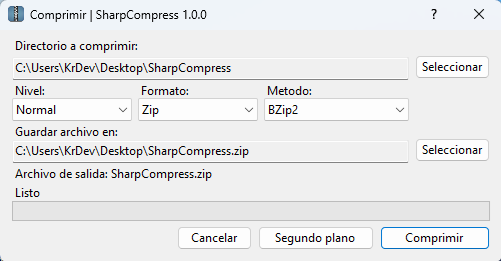 Comprimir | SharpCompress 1.0.0 ?
Directorio a comprimir:
C:\Users\KrDev\Desktop\SharpCompress Seleccionar
Nivel: Formato: Metodo:
Normal Zip BZip2
Guardar archivo en:
C:\Users\KrDev\Desktop\SharpCompress.zip Seleccionar
Archivo de salida: SharpCompress.zip
Listo
Cancelar Segundo plano Comprimir